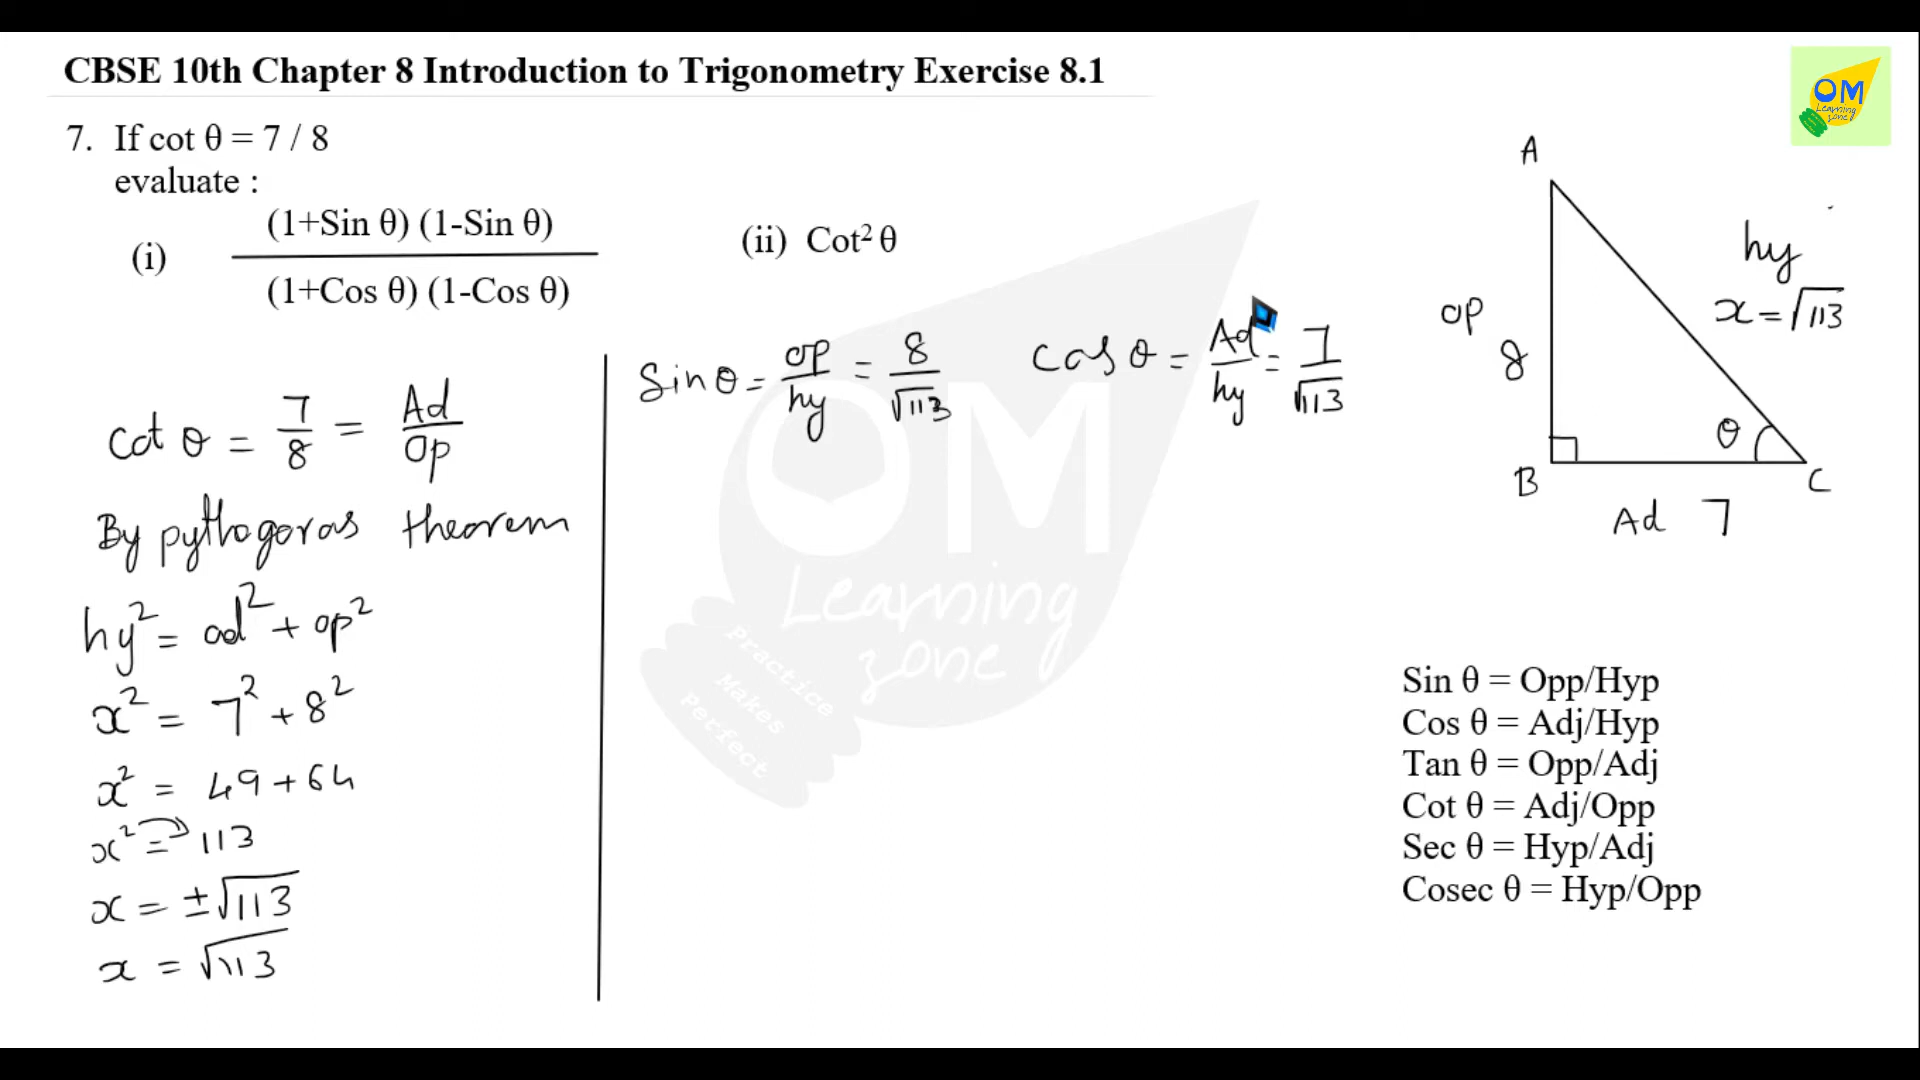 CBSE 10th Chapter 8 Introduction to Trigonometry Exercise 8.1
OM
Learning
zone
7. If cot θ = 7 / 8
evaluate :
(i) (1+Sin θ) (1-Sin θ)
(1+Cos θ) (1-Cos θ)
(ii) Cot² θ
cot θ = 7/8 = Ad/Op
By pythagoras theorem
hy² = ad² + op²
x² = 7² + 8²
x² = 49 + 64
x² = 113
x = ±√113
x = √113
Sin θ = op/hy = 8/√113
Cos θ = Ad/hy = 7/√113
A
hy
x = √113
op
8
θ
B
C
Ad 7
OM
Learning
zone
Practice
Makes
Perfect
Sin θ = Opp/Hyp
Cos θ = Adj/Hyp
Tan θ = Opp/Adj
Cot θ = Adj/Opp
Sec θ = Hyp/Adj
Cosec θ = Hyp/Opp